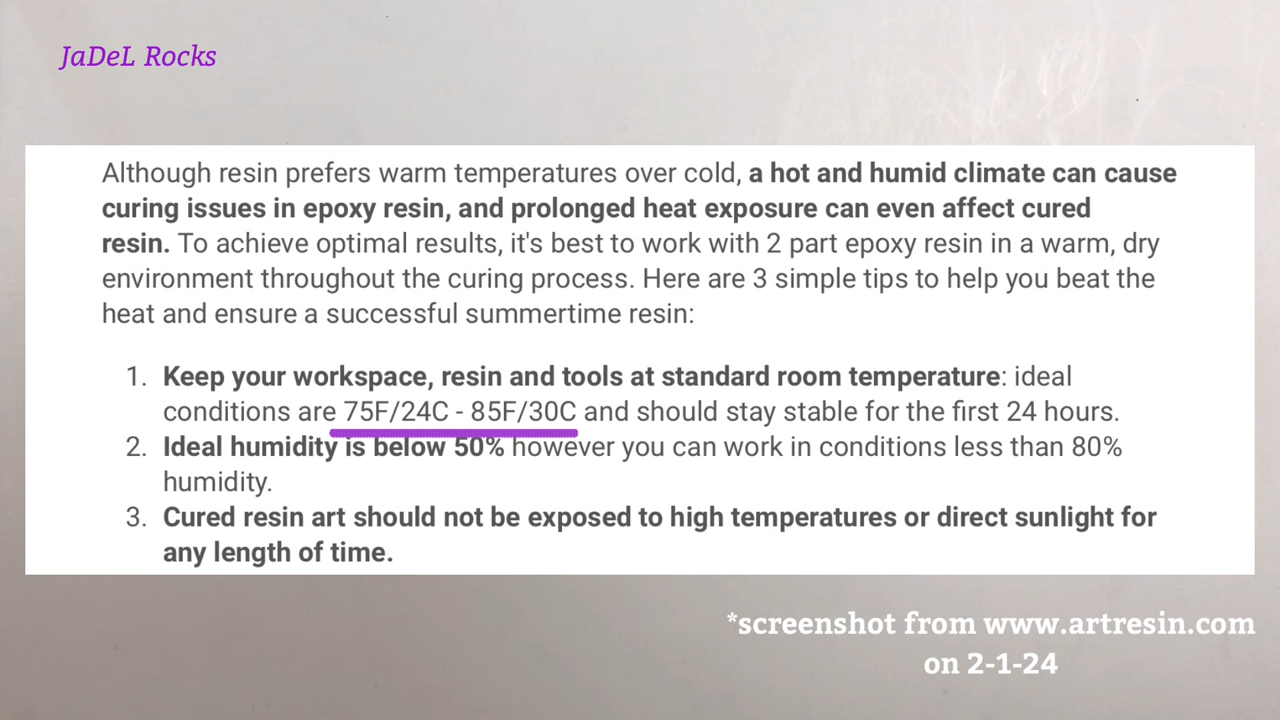 JaDeL Rocks
Although resin prefers warm temperatures over cold, a hot and humid climate can cause
curing issues in epoxy resin, and prolonged heat exposure can even affect cured
resin. To achieve optimal results, it's best to work with 2 part epoxy resin in a warm, dry
environment throughout the curing process. Here are 3 simple tips to help you beat the
heat and ensure a successful summertime resin:
1. Keep your workspace, resin and tools at standard room temperature: ideal
conditions are 75F/24C - 85F/30C and should stay stable for the first 24 hours.
2. Ideal humidity is below 50% however you can work in conditions less than 80%
humidity.
3. Cured resin art should not be exposed to high temperatures or direct sunlight for
any length of time.
*screenshot from www.artresin.com
on 2-1-24